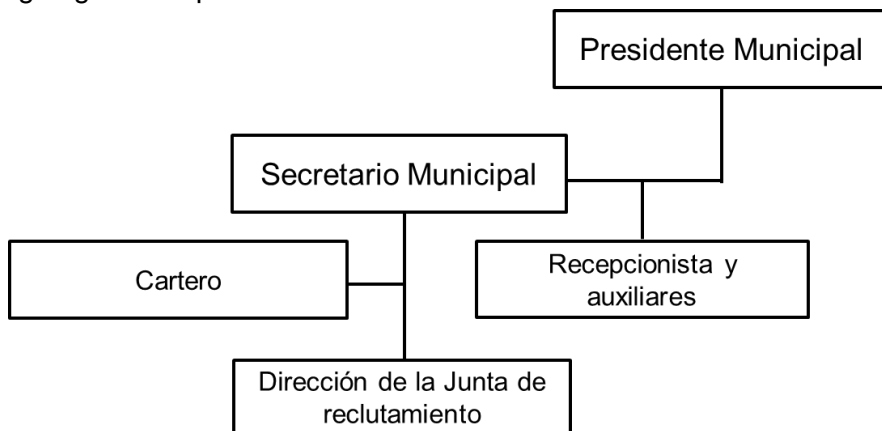 Presidente Municipal
Secretario Municipal
Cartero
Recepcionista y
auxiliares
Dirección de la Junta de
reclutamiento